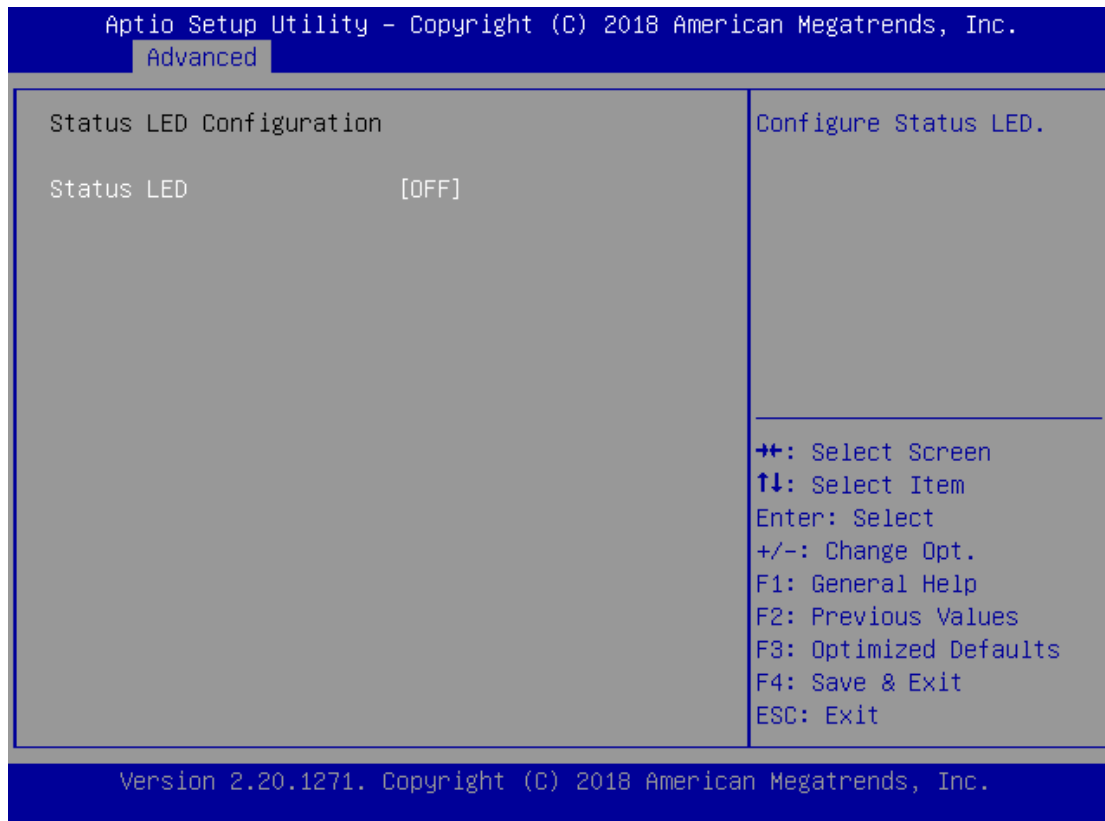 Aptio Setup Utility – Copyright (C) 2018 American Megatrends, Inc.
Advanced
Status LED Configuration
Status LED [OFF]
Configure Status LED.
→←: Select Screen
↑↓: Select Item
Enter: Select
+/-: Change Opt.
F1: General Help
F2: Previous Values
F3: Optimized Defaults
F4: Save & Exit
ESC: Exit
Version 2.20.1271. Copyright (C) 2018 American Megatrends, Inc.